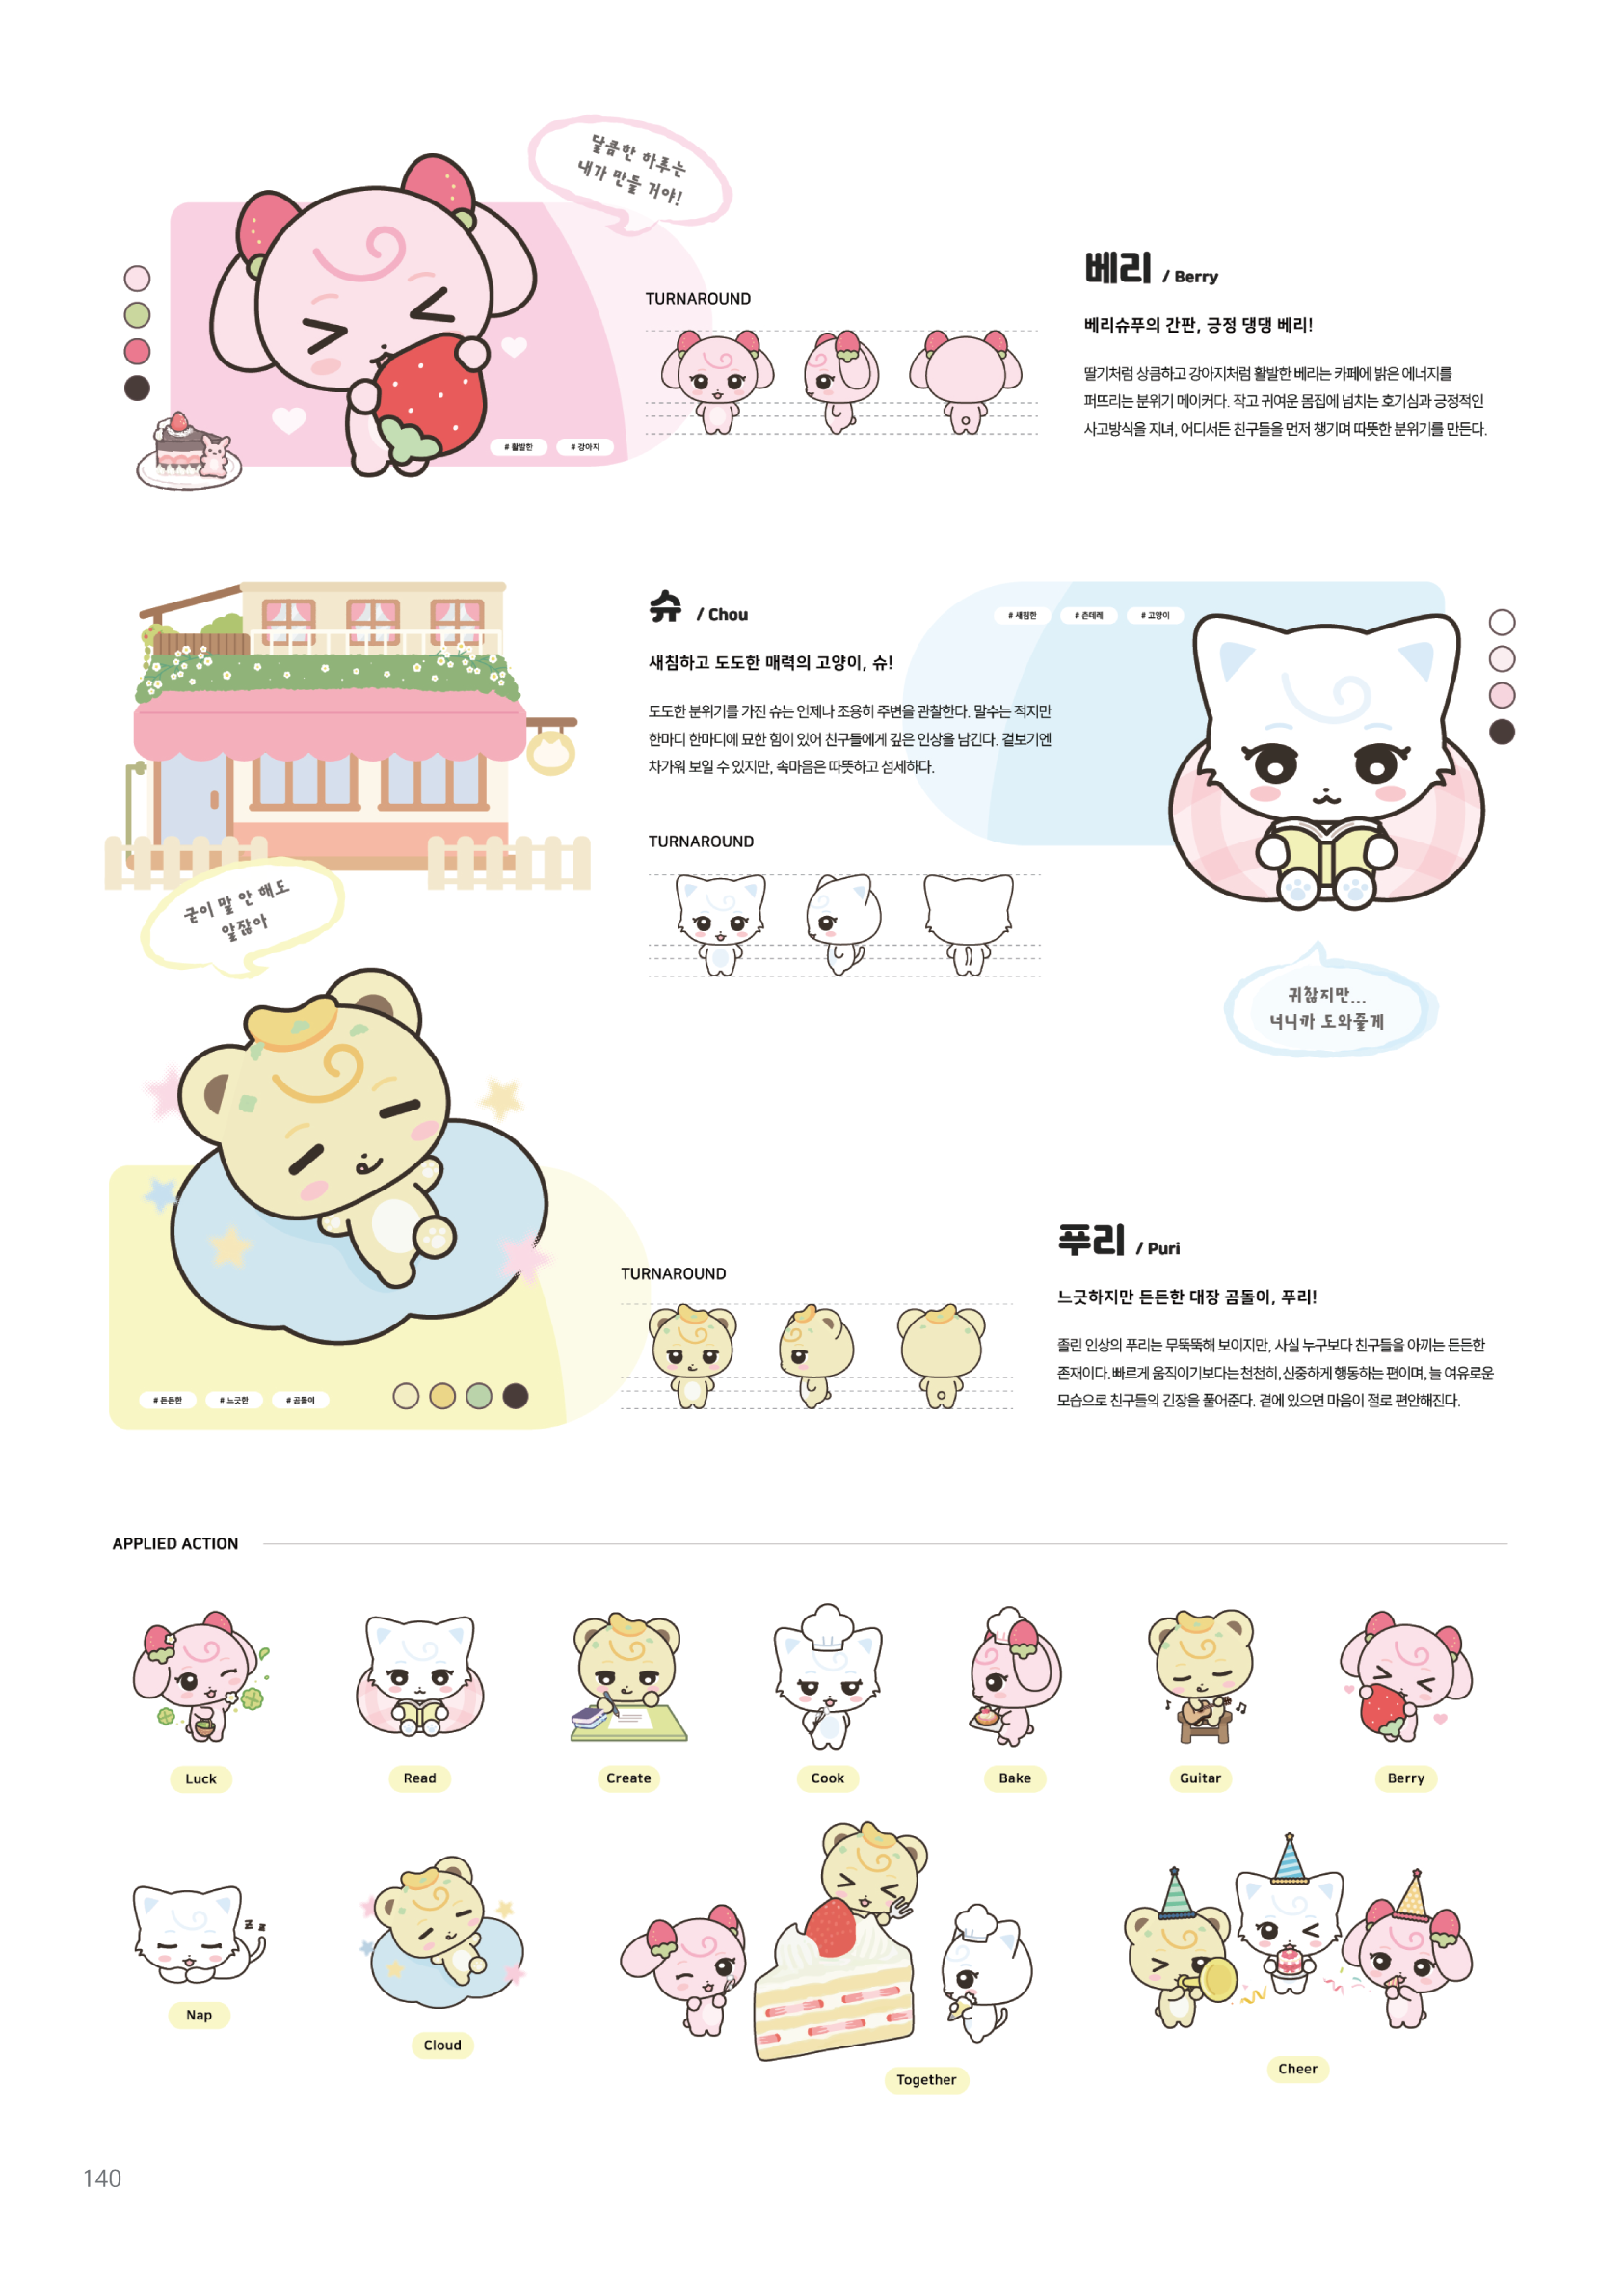 달콤한 하루는
내가 만들 거야!
# 활발한
# 강아지
TURNAROUND
베리 / Berry
베리슈푸의 간판, 긍정 댕댕 베리!
딸기처럼 상큼하고 강아지처럼 활발한 베리는 카페에 밝은 에너지를
퍼뜨리는 분위기 메이커다. 작고 귀여운 몸집에 넘치는 호기심과 긍정적인
사고방식을 지녀, 어디서든 친구들을 먼저 챙기며 따뜻한 분위기를 만든다.
슈 / Chou
새침하고 도도한 매력의 고양이, 슈!
도도한 분위기를 가진 슈는 언제나 조용히 주변을 관찰한다. 말수는 적지만
한마디 한마디에 묘한 힘이 있어 친구들에게 깊은 인상을 남긴다. 겉보기엔
차가워 보일 수 있지만, 속마음은 따뜻하고 섬세하다.
TURNAROUND
# 새침한
# 츤데레
# 고양이
귀찮지만...
너니까 도와줄게
굳이 말 안 해도
알잖아
# 든든한
# 느긋한
# 곰돌이
TURNAROUND
푸리 / Puri
느긋하지만 든든한 대장 곰돌이, 푸리!
졸린 인상의 푸리는 무뚝뚝해 보이지만, 사실 누구보다 친구들을 아끼는 든든한
존재이다. 빠르게 움직이기보다는 천천히, 신중하게 행동하는 편이며, 늘 여유로운
모습으로 친구들의 긴장을 풀어준다. 곁에 있으면 마음이 절로 편안해진다.
APPLIED ACTION
Luck
Read
Create
Cook
Bake
Guitar
Berry
z z
Nap
Cloud
Together
Cheer
140